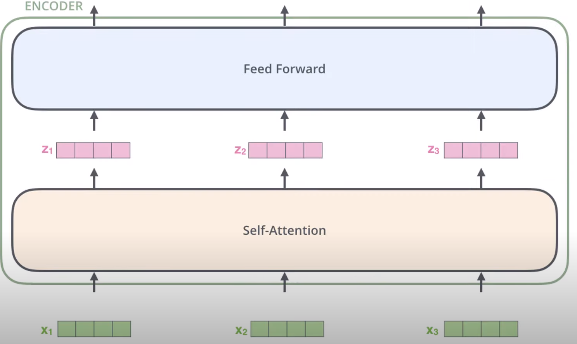 ENCODER
Feed Forward
z1 z2 z3
Self-Attention
x1 x2 x3